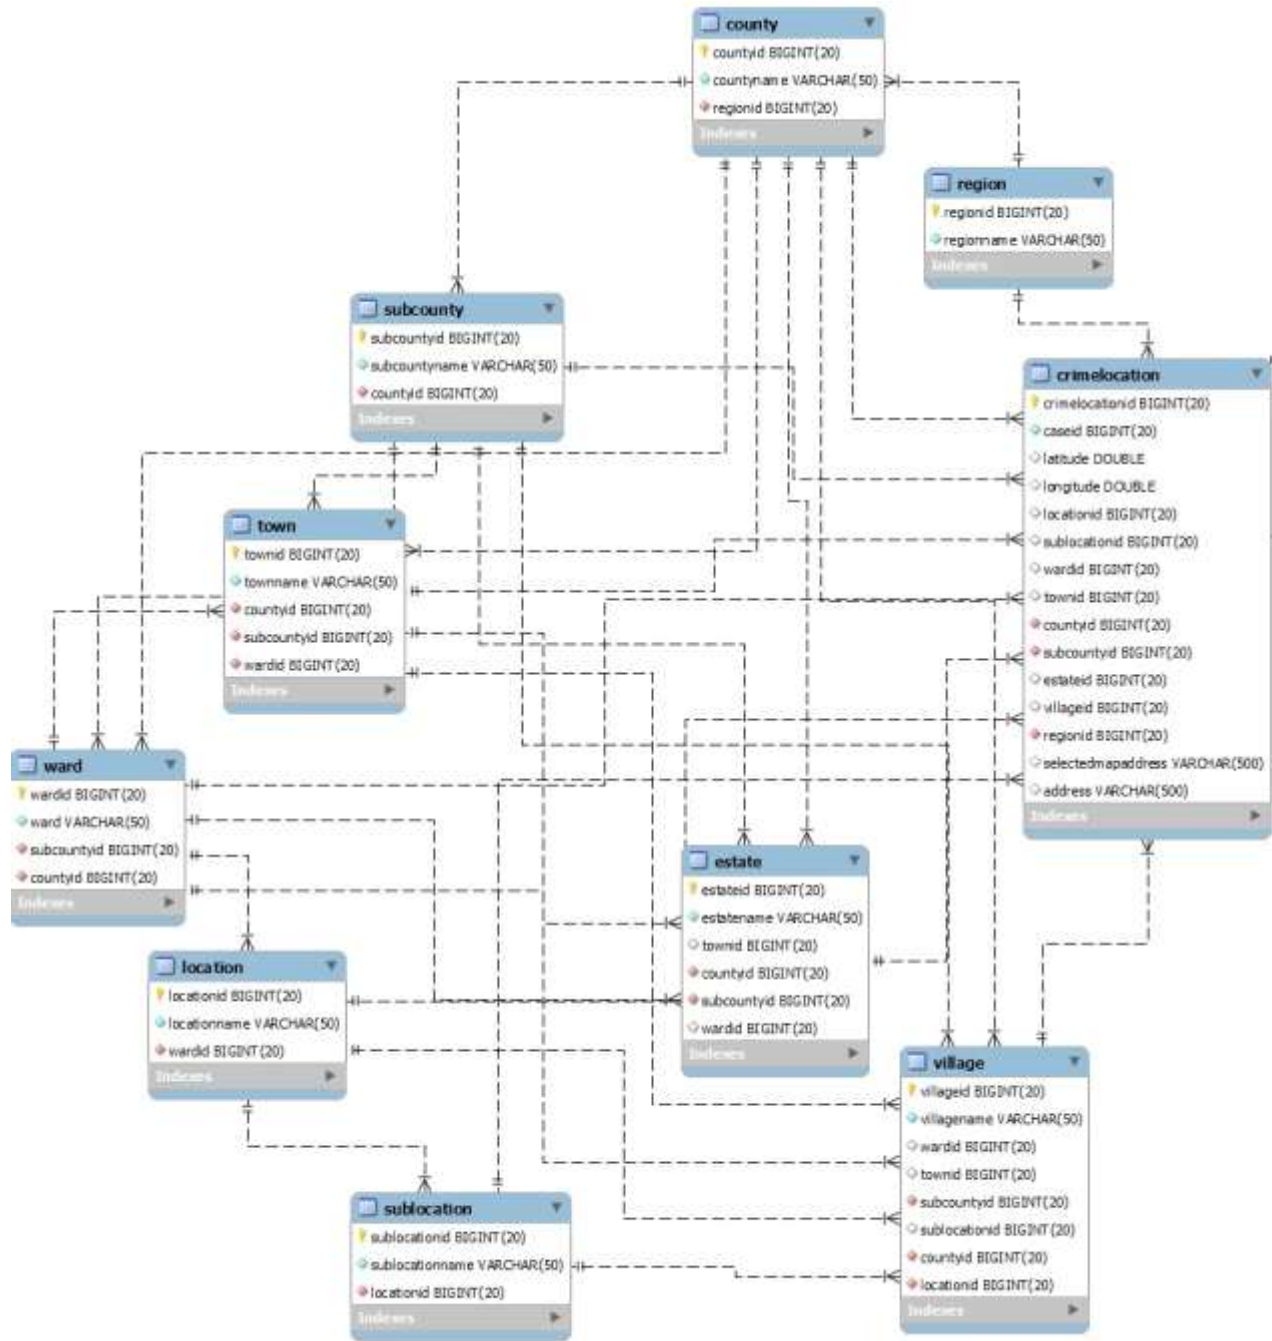 county
countyid BIGINT(20)
countyname VARCHAR(50)
regionid BIGINT(20)
Indexes
region
regionid BIGINT(20)
regionname VARCHAR(50)
Indexes
subcounty
subcountyid BIGINT(20)
subcountyname VARCHAR(50)
countyid BIGINT(20)
Indexes
crimelocation
crimelocationid BIGINT(20)
caseid BIGINT(20)
latitude DOUBLE
longitude DOUBLE
locationid BIGINT(20)
sublocationid BIGINT(20)
wardid BIGINT(20)
townid BIGINT(20)
countyid BIGINT(20)
subcountyid BIGINT(20)
estateid BIGINT(20)
villageid BIGINT(20)
regionid BIGINT(20)
selectedmapaddress VARCHAR(500)
address VARCHAR(500)
Indexes
town
townid BIGINT(20)
townname VARCHAR(50)
countyid BIGINT(20)
subcountyid BIGINT(20)
wardid BIGINT(20)
Indexes
ward
wardid BIGINT(20)
ward VARCHAR(50)
subcountyid BIGINT(20)
countyid BIGINT(20)
Indexes
estate
estateid BIGINT(20)
estatename VARCHAR(50)
townid BIGINT(20)
countyid BIGINT(20)
subcountyid BIGINT(20)
wardid BIGINT(20)
Indexes
location
locationid BIGINT(20)
locationname VARCHAR(50)
wardid BIGINT(20)
Indexes
village
villageid BIGINT(20)
villagename VARCHAR(50)
wardid BIGINT(20)
townid BIGINT(20)
subcountyid BIGINT(20)
sublocationid BIGINT(20)
countyid BIGINT(20)
locationid BIGINT(20)
Indexes
sublocation
sublocationid BIGINT(20)
sublocationname VARCHAR(50)
locationid BIGINT(20)
Indexes